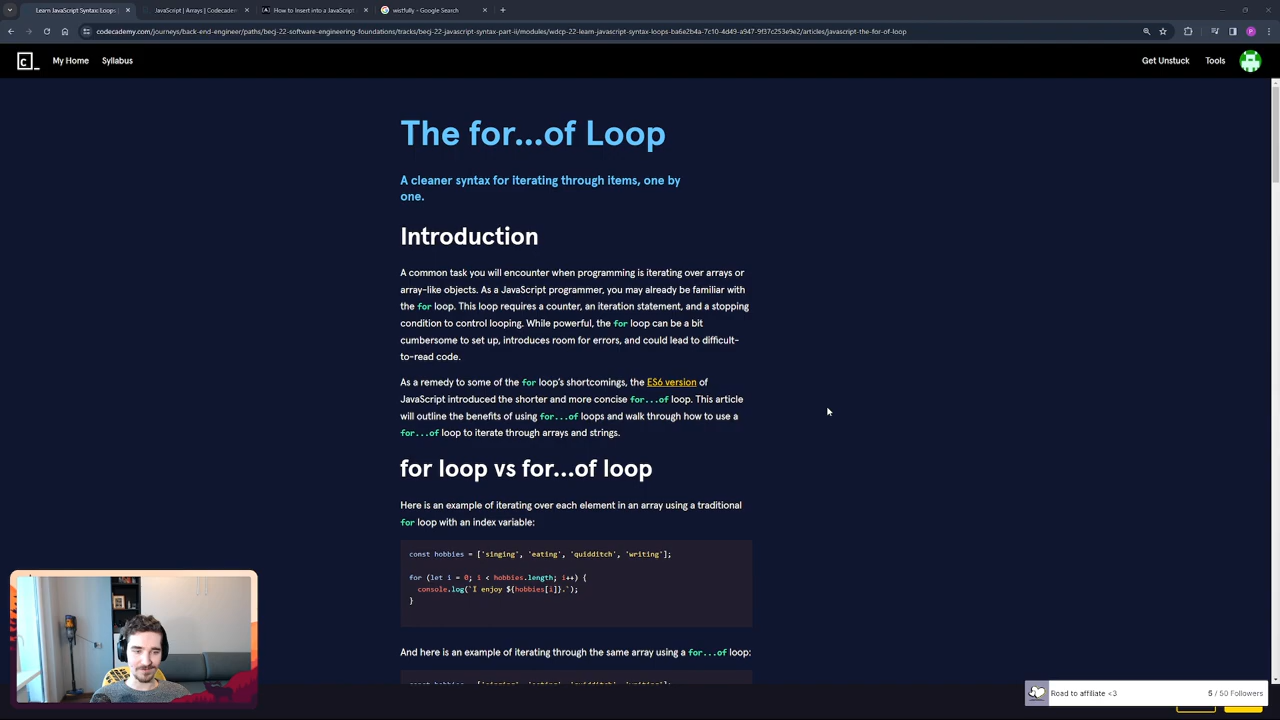 Learn JavaScript Syntax: Loops:
JavaScript | Arrays | Codecadem
How to Insert into a JavaScript
wistfully - Google Search
codecademy.com/journeys/back-end-engineer/paths/becj-22-software-engineering-foundations/tracks/becj-22-javascript-syntax-part-ii/modules/wdcp-22-learn-javascript-syntax-loops-ba6e2b4a-7c10-4d49-a947-9f37c253e9e2/articles/javascript-the-for-of-loop
My Home Syllabus
Get Unstuck Tools
The for...of Loop
A cleaner syntax for iterating through items, one by
one.
Introduction
A common task you will encounter when programming is iterating over arrays or
array-like objects. As a JavaScript programmer, you may already be familiar with
the for loop. This loop requires a counter, an iteration statement, and a stopping
condition to control looping. While powerful, the for loop can be a bit
cumbersome to set up, introduces room for errors, and could lead to difficult-
to-read code.
As a remedy to some of the for loop's shortcomings, the ES6 version of
JavaScript introduced the shorter and more concise for...of loop. This article
will outline the benefits of using for...of loops and walk through how to use a
for...of loop to iterate through arrays and strings.
for loop vs for...of loop
Here is an example of iterating over each element in an array using a traditional
for loop with an index variable:
const hobbies = ['singing', 'eating', 'quidditch', 'writing'];
for (let i = 0; i < hobbies.length; i++) {
console.log(`I enjoy ${hobbies[i]}.`);
}
And here is an example of iterating through the same array using a for...of loop:
Road to affiliate <3
5 / 50 Followers